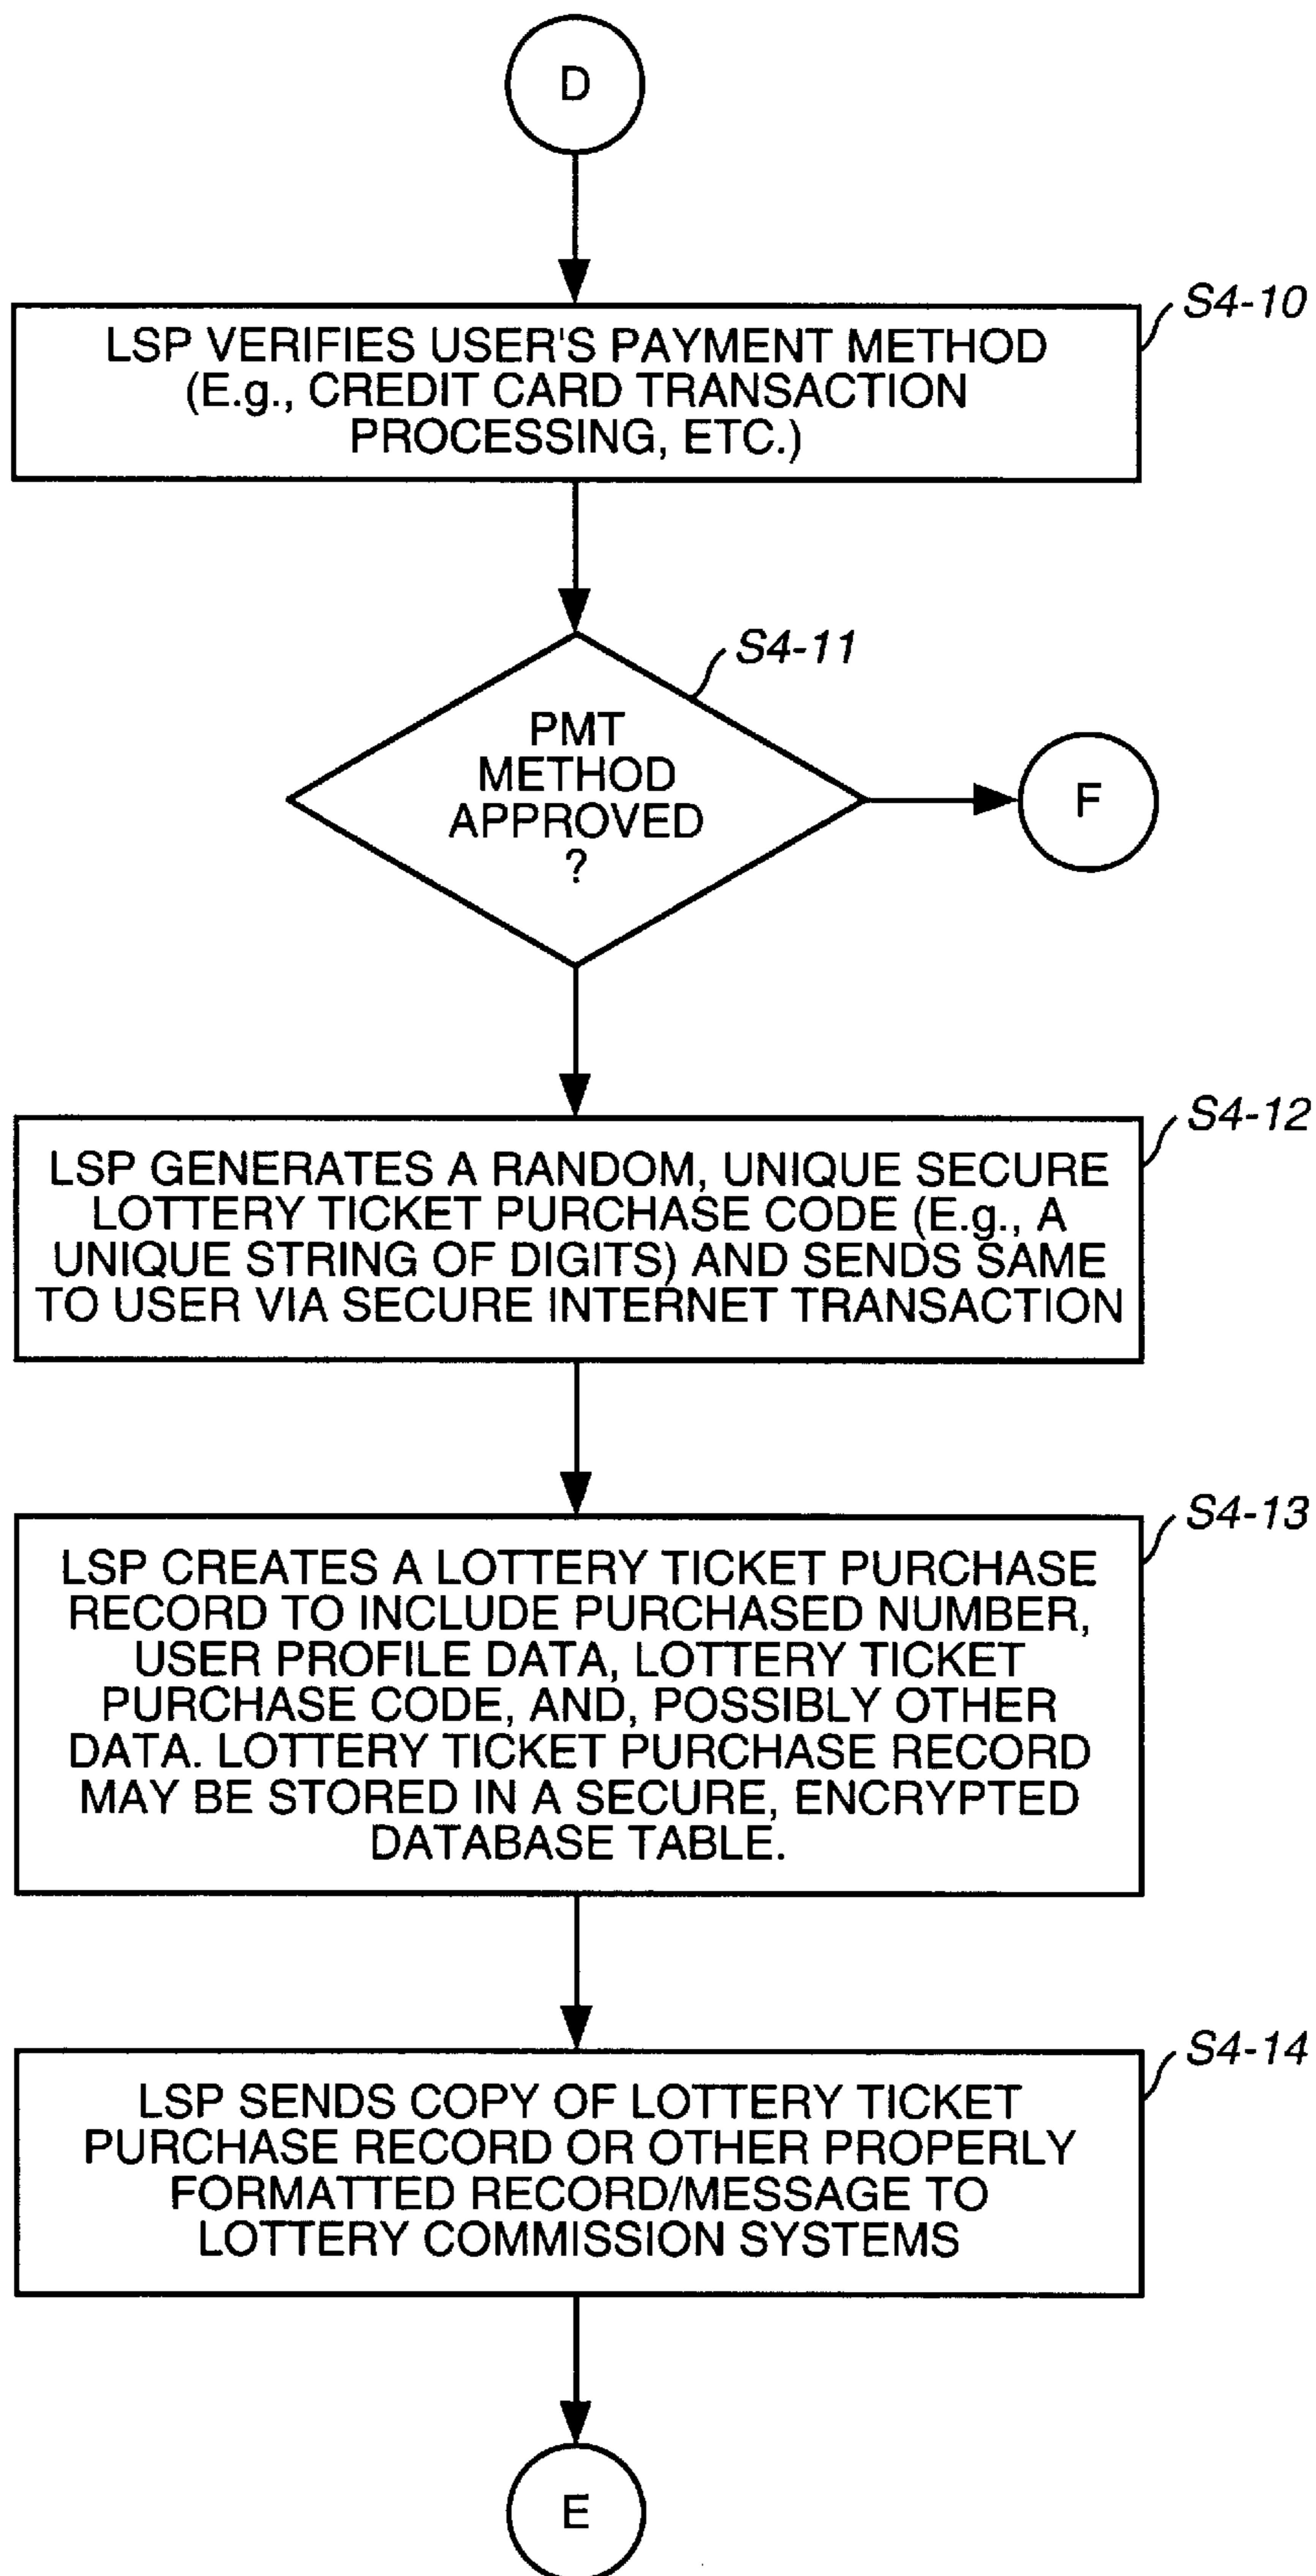 D
S4-10
LSP VERIFIES USER'S PAYMENT METHOD
(E.g., CREDIT CARD TRANSACTION
PROCESSING, ETC.)
S4-11
PMT
METHOD
APPROVED
?
F
S4-12
LSP GENERATES A RANDOM, UNIQUE SECURE
LOTTERY TICKET PURCHASE CODE (E.g., A
UNIQUE STRING OF DIGITS) AND SENDS SAME
TO USER VIA SECURE INTERNET TRANSACTION
S4-13
LSP CREATES A LOTTERY TICKET PURCHASE
RECORD TO INCLUDE PURCHASED NUMBER,
USER PROFILE DATA, LOTTERY TICKET
PURCHASE CODE, AND, POSSIBLY OTHER
DATA. LOTTERY TICKET PURCHASE RECORD
MAY BE STORED IN A SECURE, ENCRYPTED
DATABASE TABLE.
S4-14
LSP SENDS COPY OF LOTTERY TICKET
PURCHASE RECORD OR OTHER PROPERLY
FORMATTED RECORD/MESSAGE TO
LOTTERY COMMISSION SYSTEMS
E